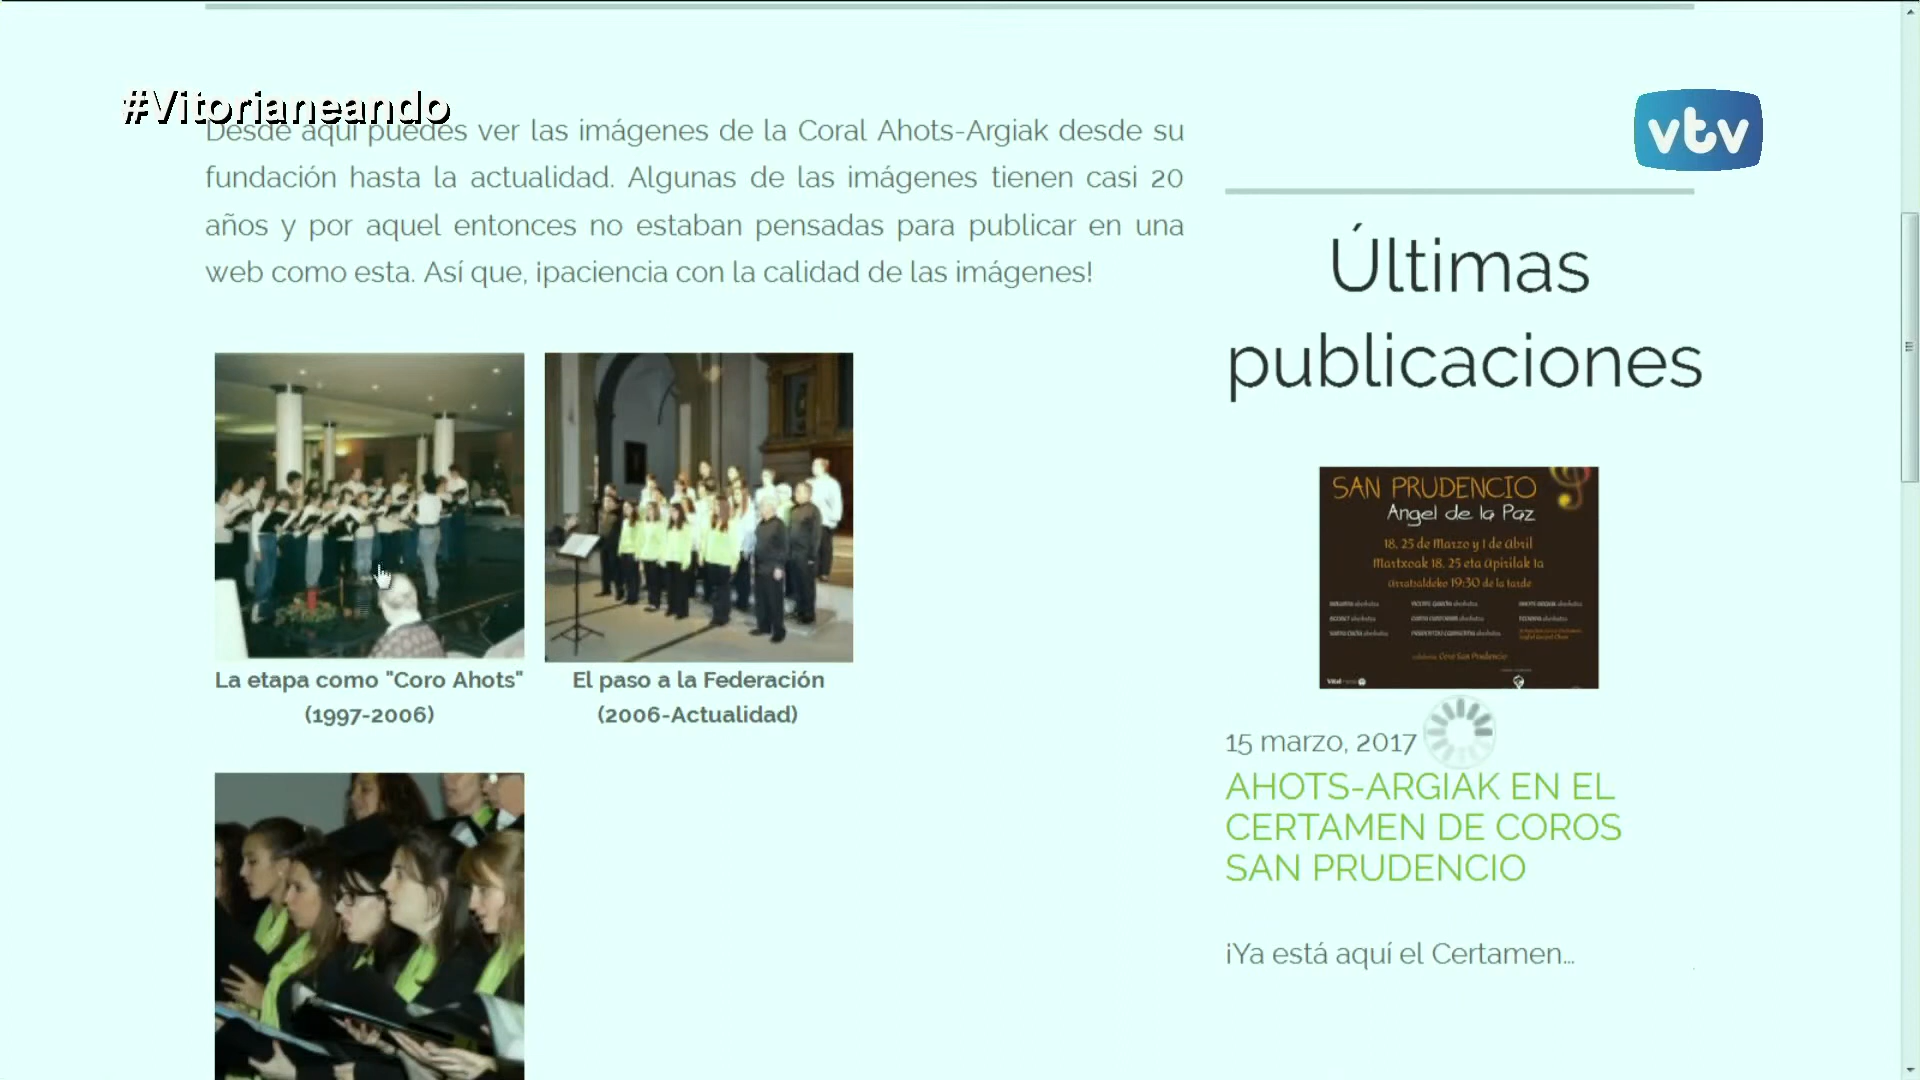 #Vitorianeando
vtv
Desde aquí puedes ver las imágenes de la Coral Ahots-Argiak desde su
fundación hasta la actualidad. Algunas de las imágenes tienen casi 20
años y por aquel entonces no estaban pensadas para publicar en una
web como esta. Así que, ¡paciencia con la calidad de las imágenes!
La etapa como "Coro Ahots"
(1997-2006)
El paso a la Federación
(2006-Actualidad)
Últimas
publicaciones
SAN PRUDENCIO
Angel de la Paz
18, 25 de Marzo y 1 de Abril
Martxoak 18, 25 eta Apirilak 1a
Arratsaldeko 19:30 de la tarde
15 marzo, 2017
AHOTS-ARGIAK EN EL
CERTAMEN DE COROS
SAN PRUDENCIO
¡Ya está aquí el Certamen...